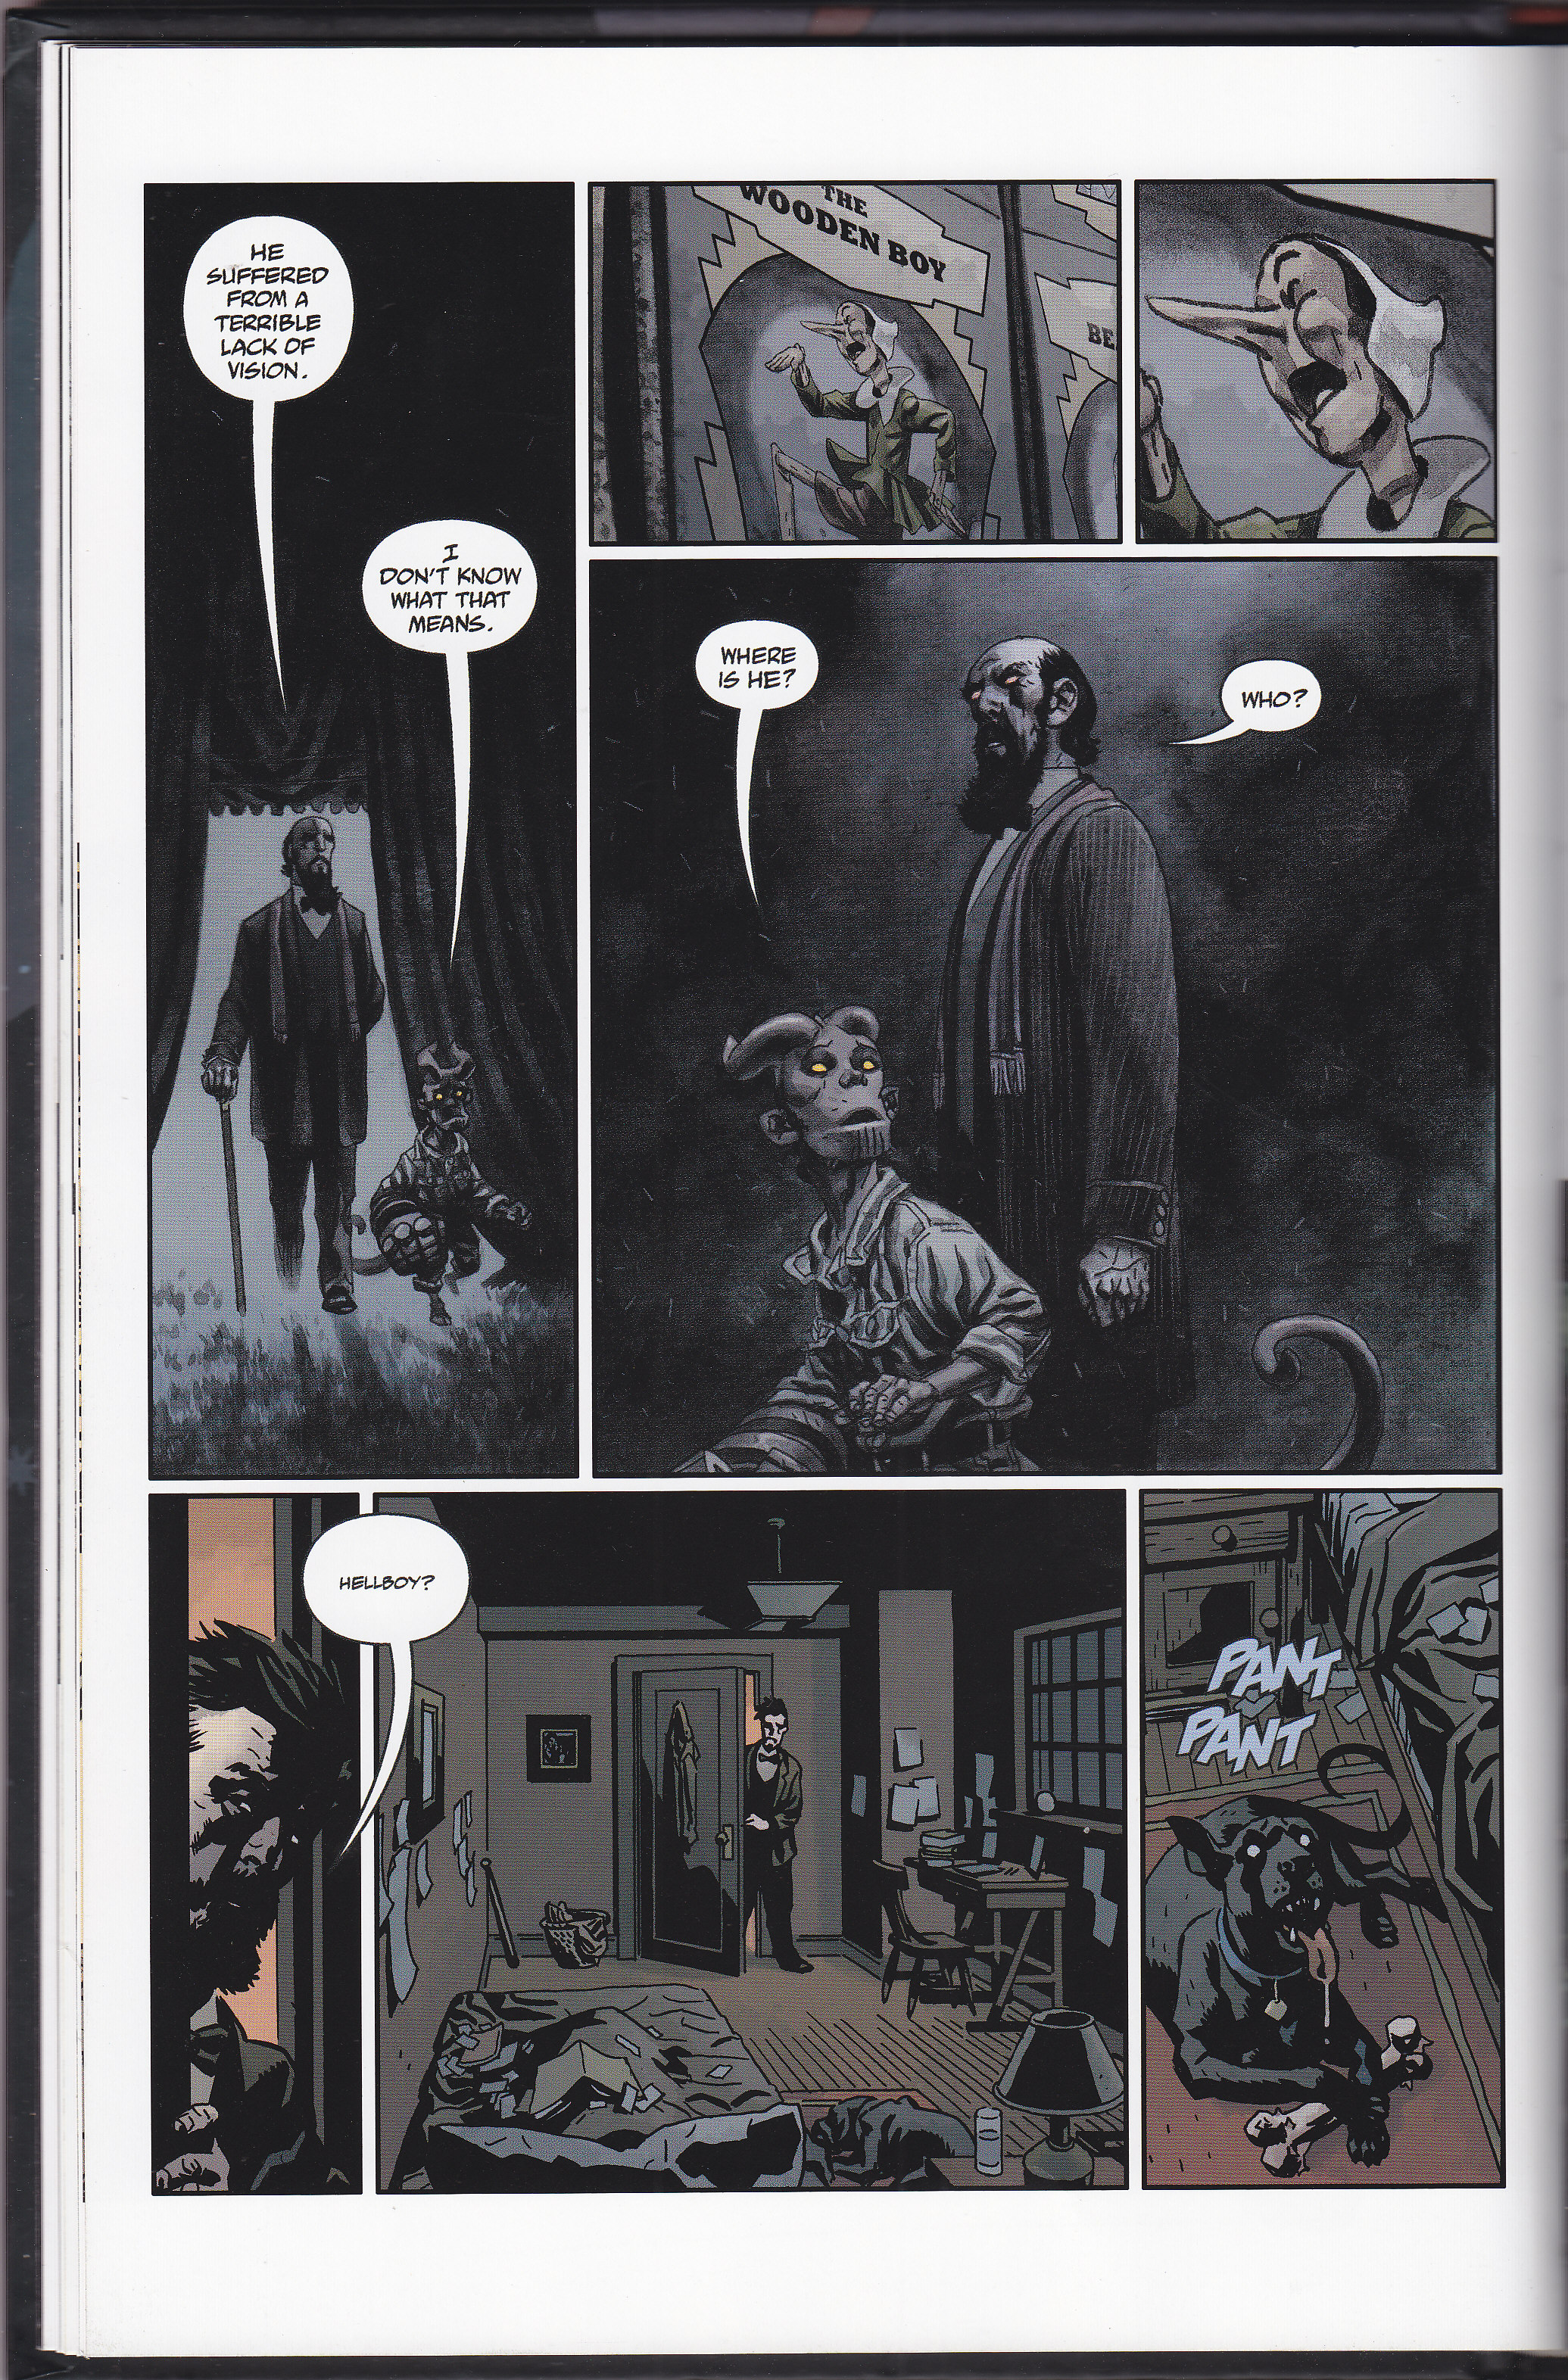 HE
SUFFERED
FROM A
TERRIBLE
LACK OF
VISION.
I
DON'T KNOW
WHAT THAT
MEANS.
THE
WOODEN BOY
BE
WHERE
IS HE?
WHO?
HELLBOY?
PANT
PANT